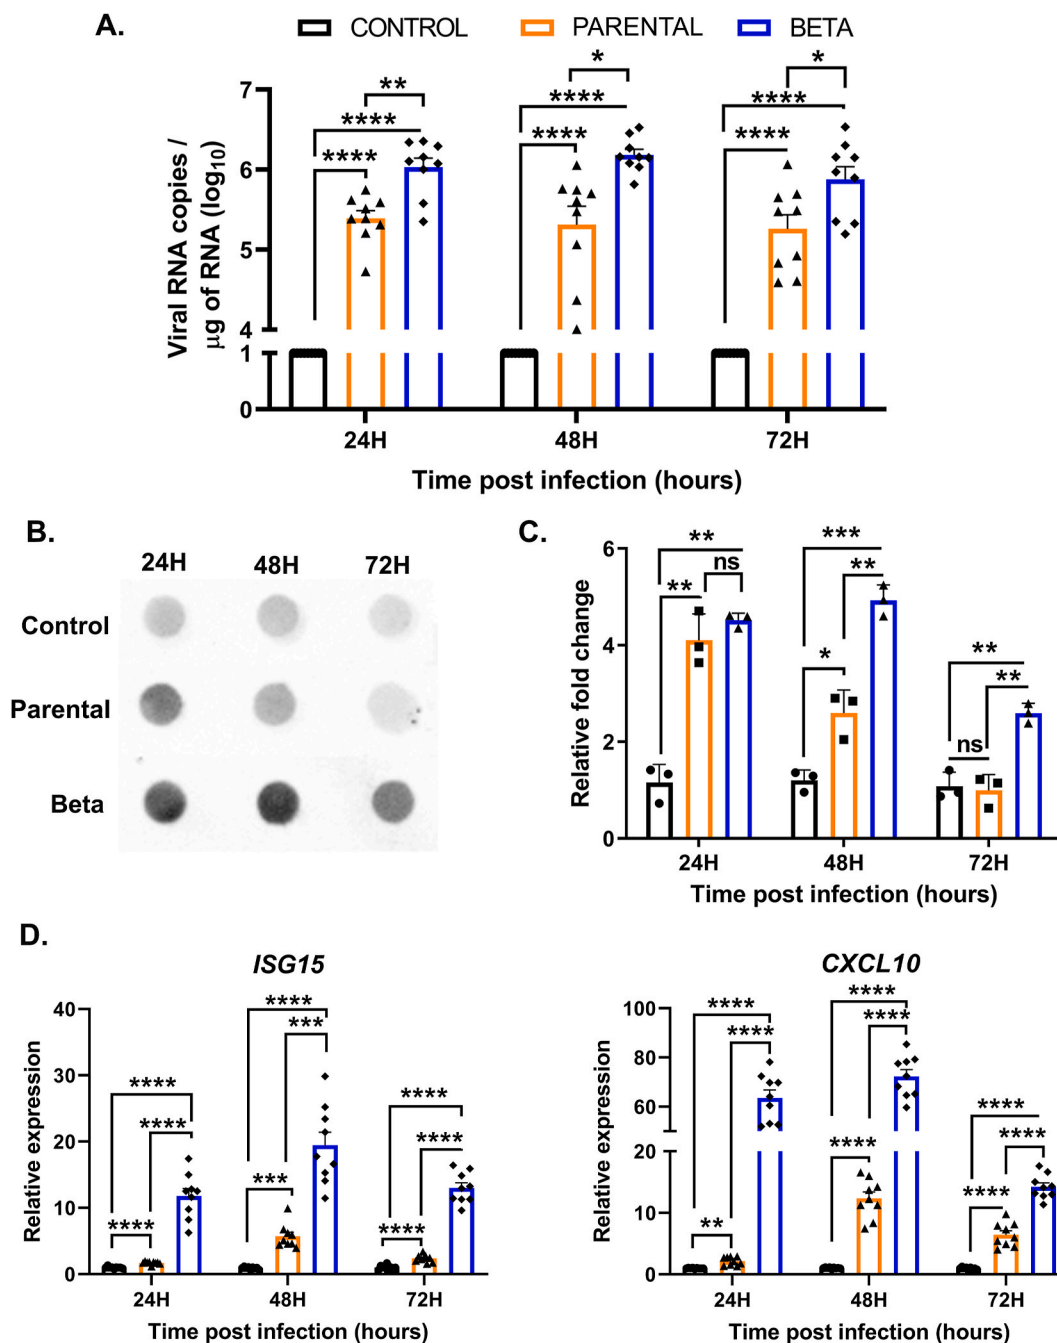 A.
CONTROL PARENTAL BETA
Viral RNA copies /
µg of RNA (log10)
7
6
5
4
1
0
** **** ****
* **** ****
* **** ****
24H 48H 72H
Time post infection (hours)
B.
24H 48H 72H
Control
Parental
Beta
C.
Relative fold change
6
4
2
0
** ns **
*** ** *
** ** ns
24H 48H 72H
Time post infection (hours)
D.
ISG15
Relative expression
40
30
20
10
0
**** **** ****
**** *** ***
**** **** ****
24H 48H 72H
Time post infection (hours)
CXCL10
Relative expression
100
80
60
20
10
0
**** **** **
**** **** ****
**** **** ****
24H 48H 72H
Time post infection (hours)